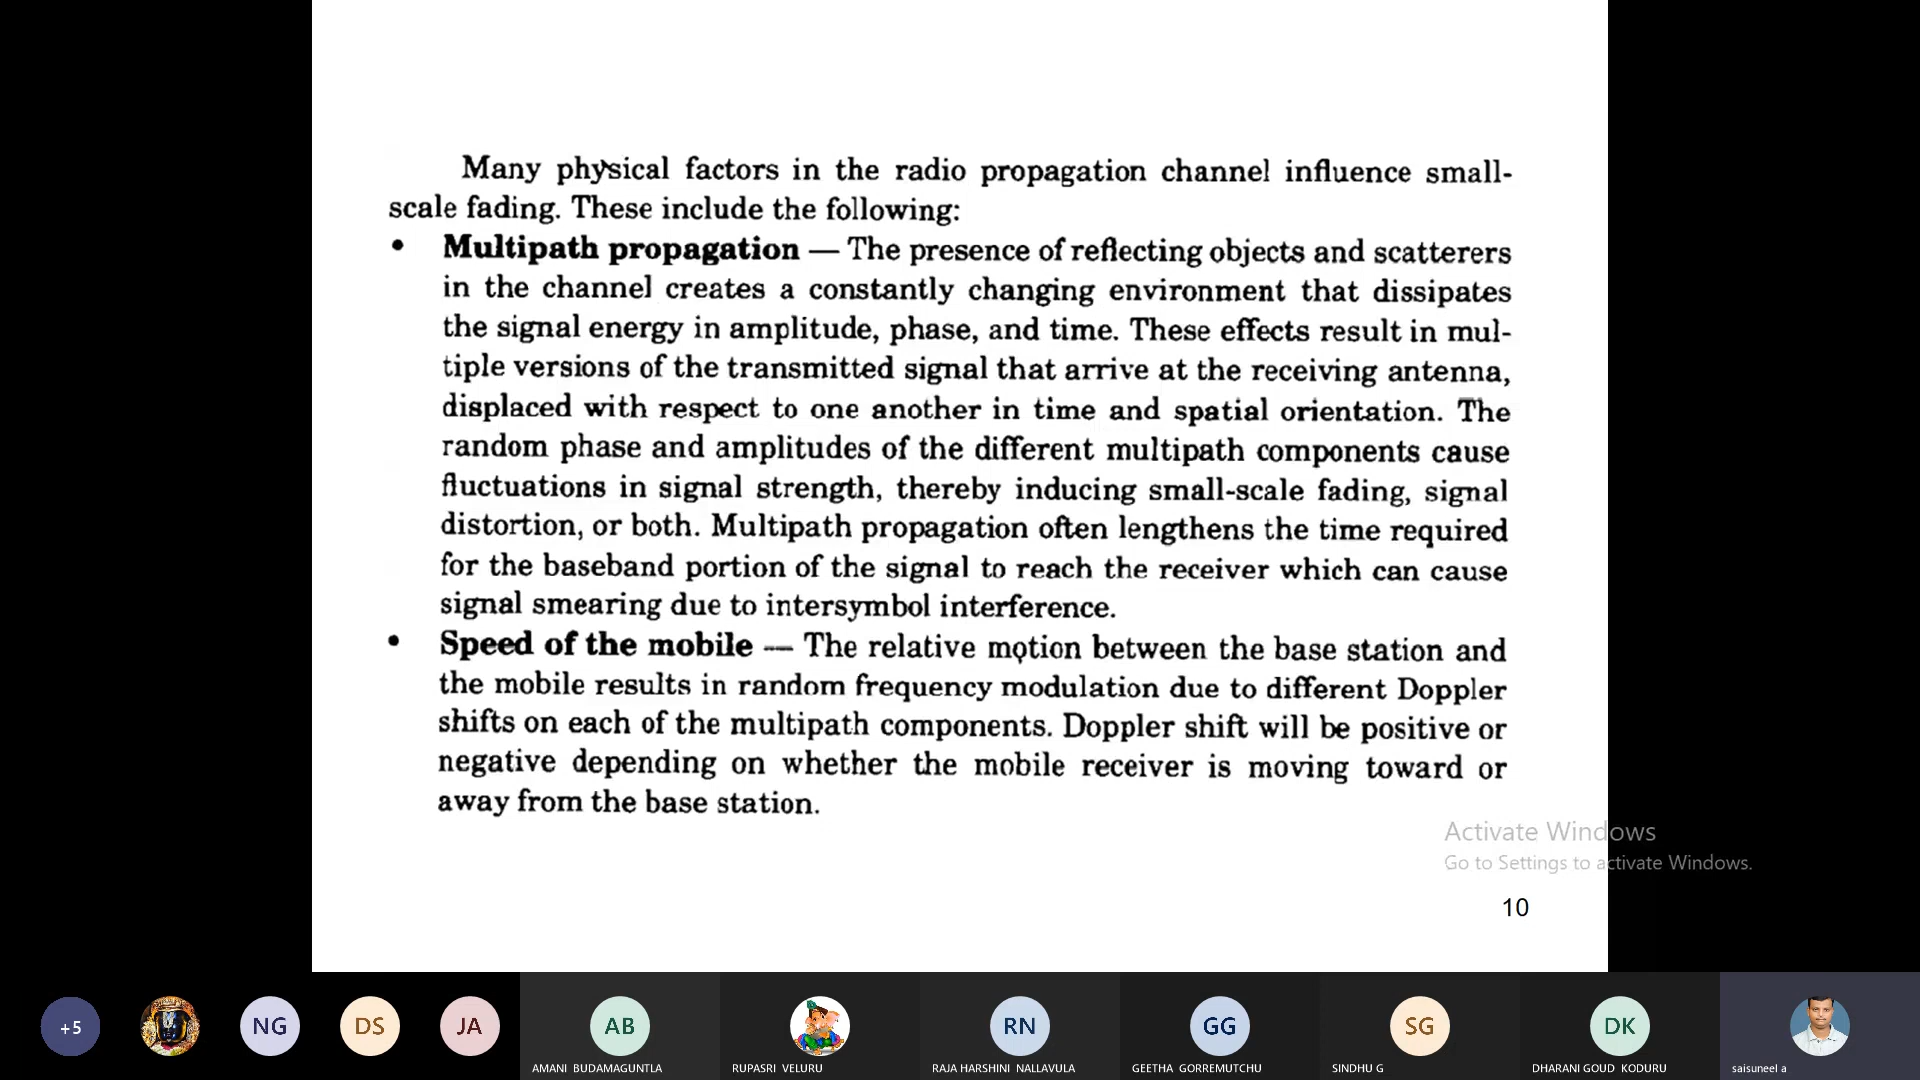 Many physical factors in the radio propagation channel influence small-
scale fading. These include the following:
• Multipath propagation — The presence of reflecting objects and scatterers
in the channel creates a constantly changing environment that dissipates
the signal energy in amplitude, phase, and time. These effects result in mul-
tiple versions of the transmitted signal that arrive at the receiving antenna,
displaced with respect to one another in time and spatial orientation. The
random phase and amplitudes of the different multipath components cause
fluctuations in signal strength, thereby inducing small-scale fading, signal
distortion, or both. Multipath propagation often lengthens the time required
for the baseband portion of the signal to reach the receiver which can cause
signal smearing due to intersymbol interference.
• Speed of the mobile — The relative motion between the base station and
the mobile results in random frequency modulation due to different Doppler
shifts on each of the multipath components. Doppler shift will be positive or
negative depending on whether the mobile receiver is moving toward or
away from the base station.
Activate Windows
Go to Settings to activate Windows.
10
+5
NG
DS
JA
AB
RN
GG
SG
DK
AMANI BUDAMAGUNTLA
RUPASRI VELURU
RAJA HARSHINI NALLAVULA
GEETHA GORREMUTCHU
SINDHU G
DHARANI GOUD KODURU
saisuneel a